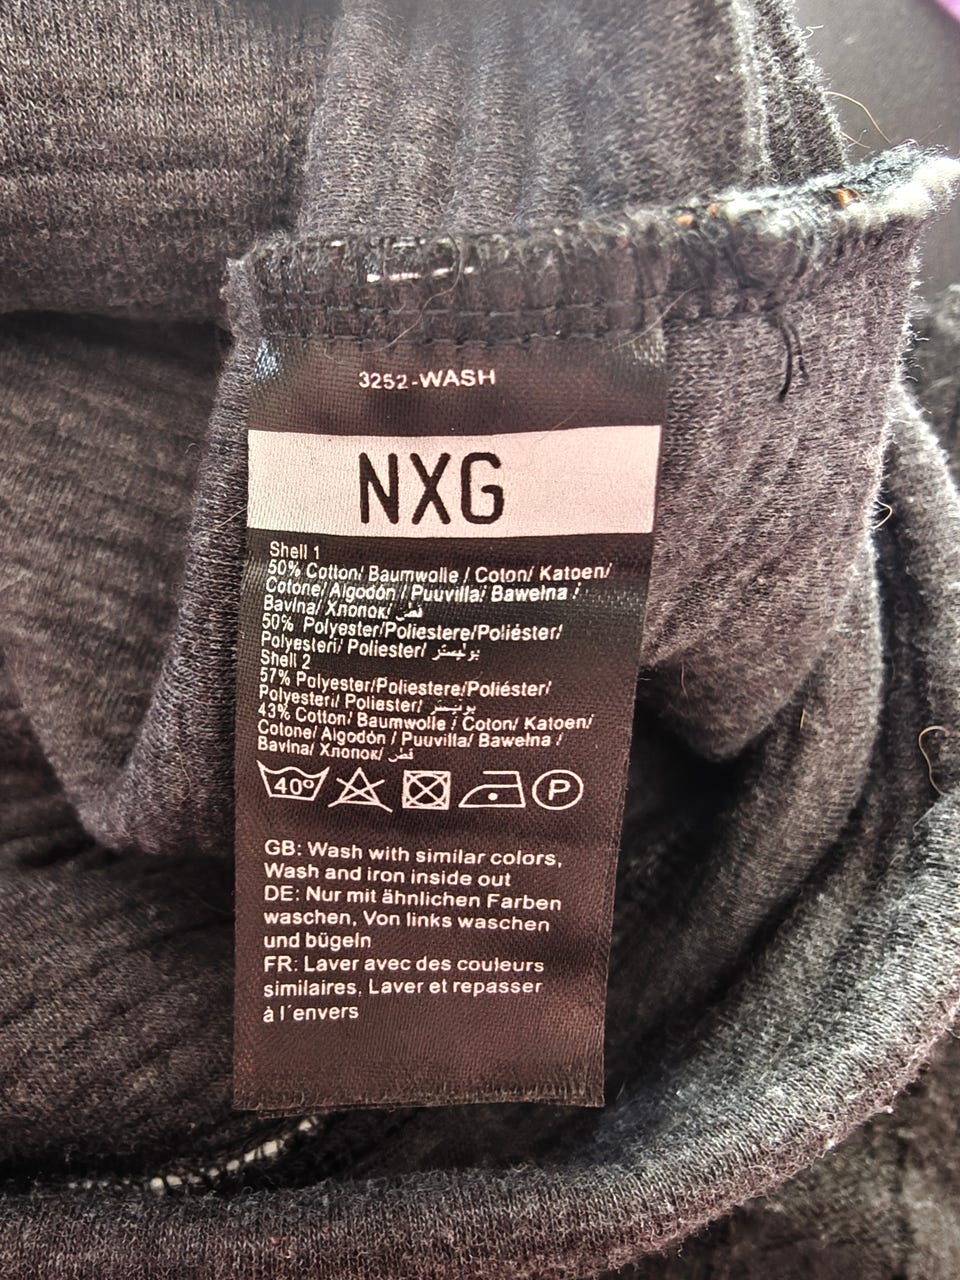 3252-WASH
NXG
Shell 1
50% Cotton/ Baumwolle / Coton/ Katoen/
Cotone/ Algodón / Puuvilla/ Bawełna /
Bavlna/ Хлопок/ قطن
50% Polyester/Poliestere/Poliéster/
Polyesteri/ Poliester/ بوليستر
Shell 2
57% Polyester/Poliestere/Poliéster/
Polyesteri/ Poliester/ بوليستر
43% Cotton/ Baumwolle / Coton/ Katoen/
Cotone/ Algodón / Puuvilla/ Bawełna /
Bavlna/ Хлопок/ قطن
40° P
GB: Wash with similar colors,
Wash and iron inside out
DE: Nur mit ähnlichen Farben
waschen, Von links waschen
und bügeln
FR: Laver avec des couleurs
similaires, Laver et repasser
à l´envers